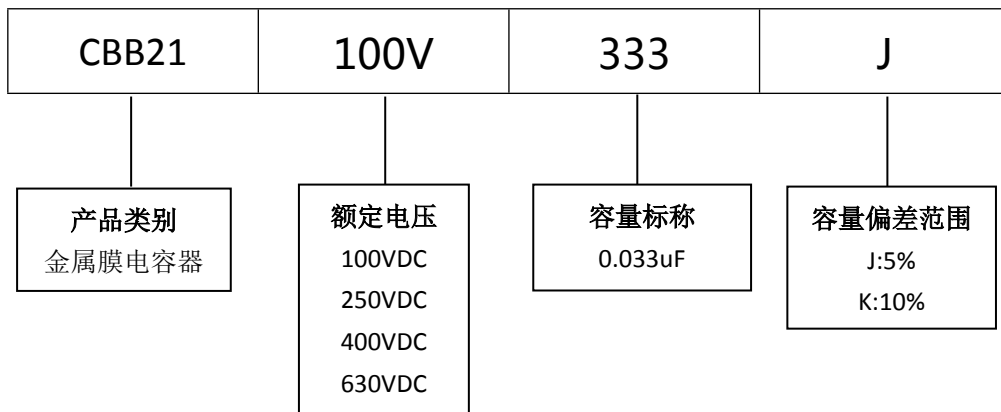 CBB21 100V 333 J
产品类别
金属膜电容器
额定电压
100VDC
250VDC
400VDC
630VDC
容量标称
0.033uF
容量偏差范围
J:5%
K:10%